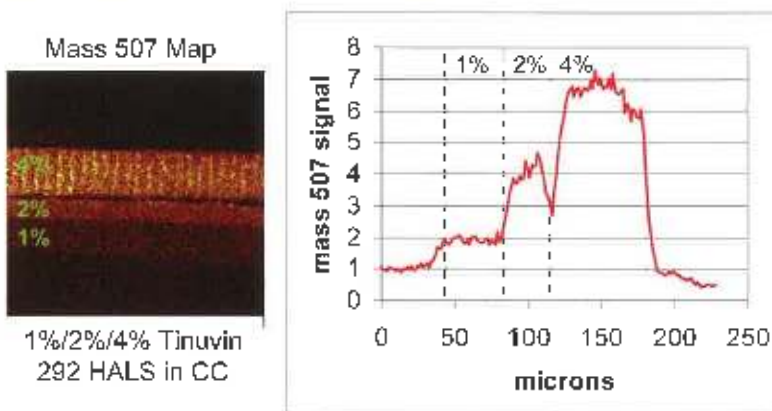 Mass 507 Map
4%
2%
1%
1%/2%/4% Tinuvin
292 HALS in CC
mass 507 signal
8
7
6
5
4
3
2
1
0
1% 2% 4%
0 50 100 150 200 250
microns